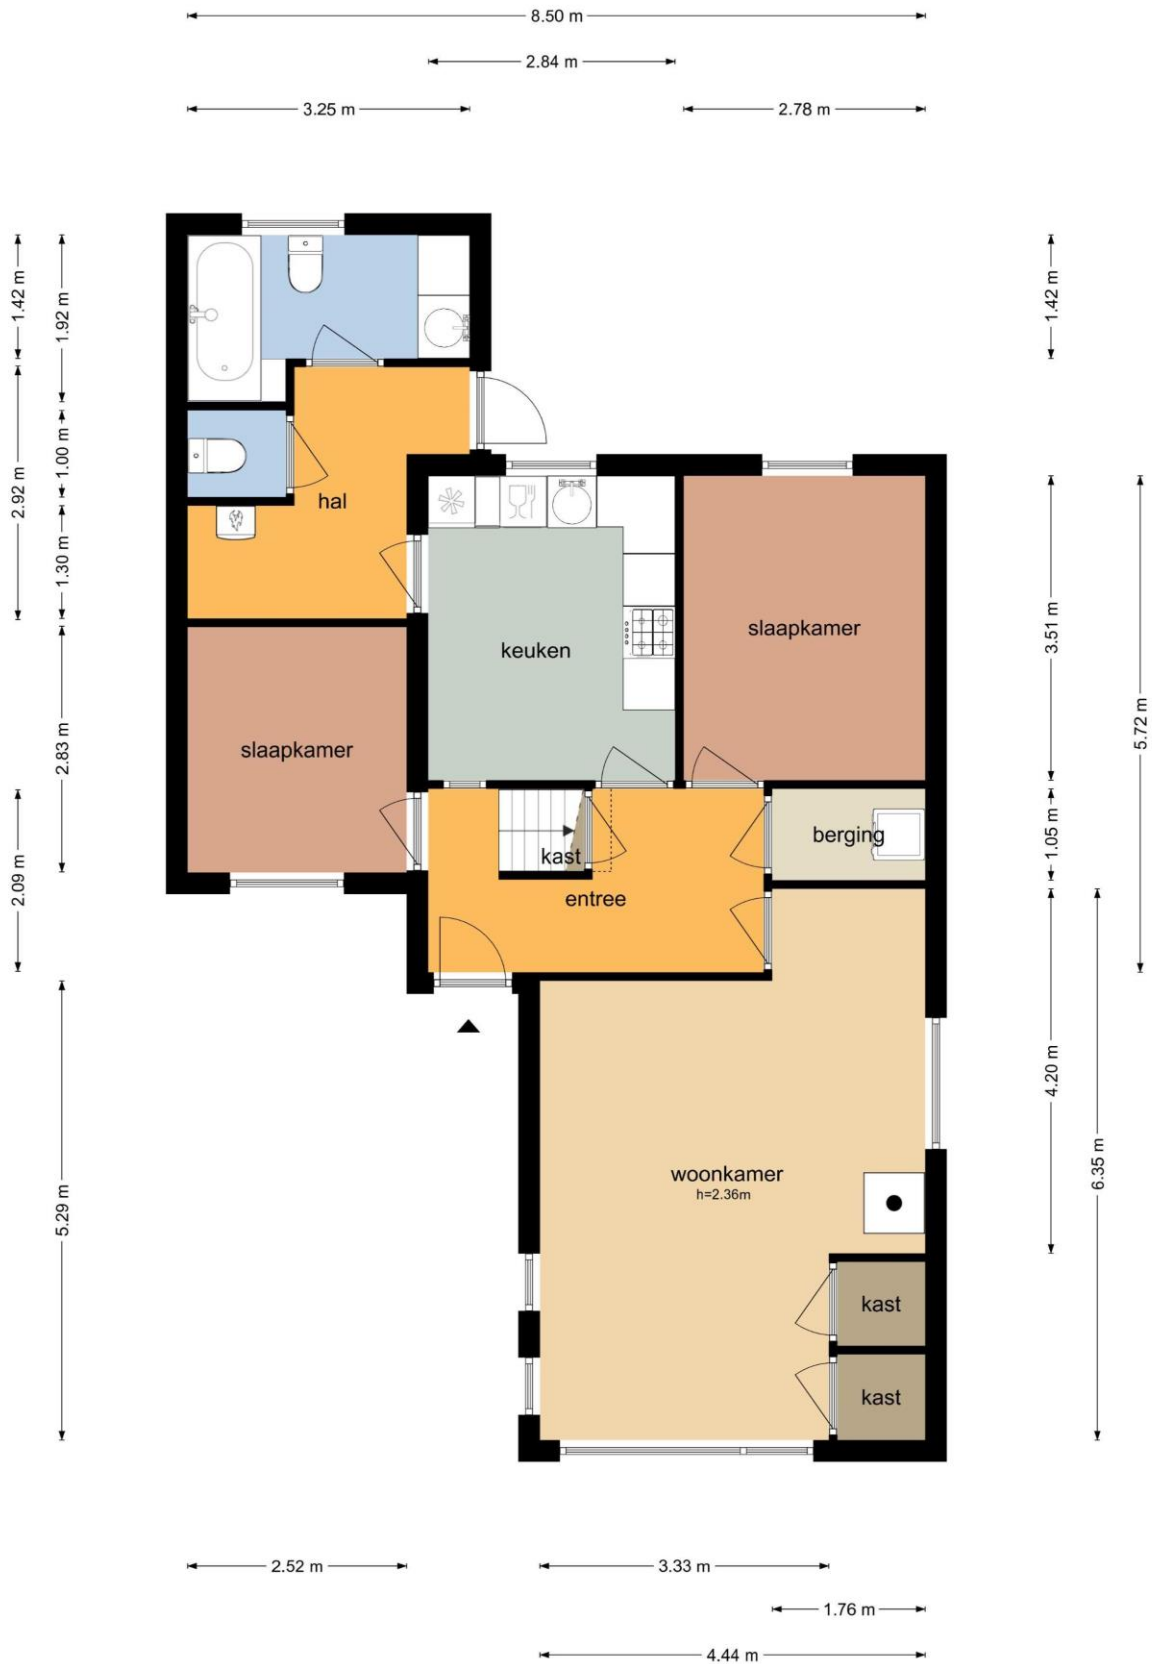 8.50 m
2.84 m
3.25 m
2.78 m
1.42 m
1.92 m
1.42 m
1.00 m
2.92 m
hal
1.30 m
3.51 m
slaapkamer
keuken
5.72 m
slaapkamer
2.83 m
berging
1.05 m
kast
2.09 m
entree
4.20 m
woonkamer
h=2.36m
6.35 m
5.29 m
kast
kast
2.52 m
3.33 m
1.76 m
4.44 m